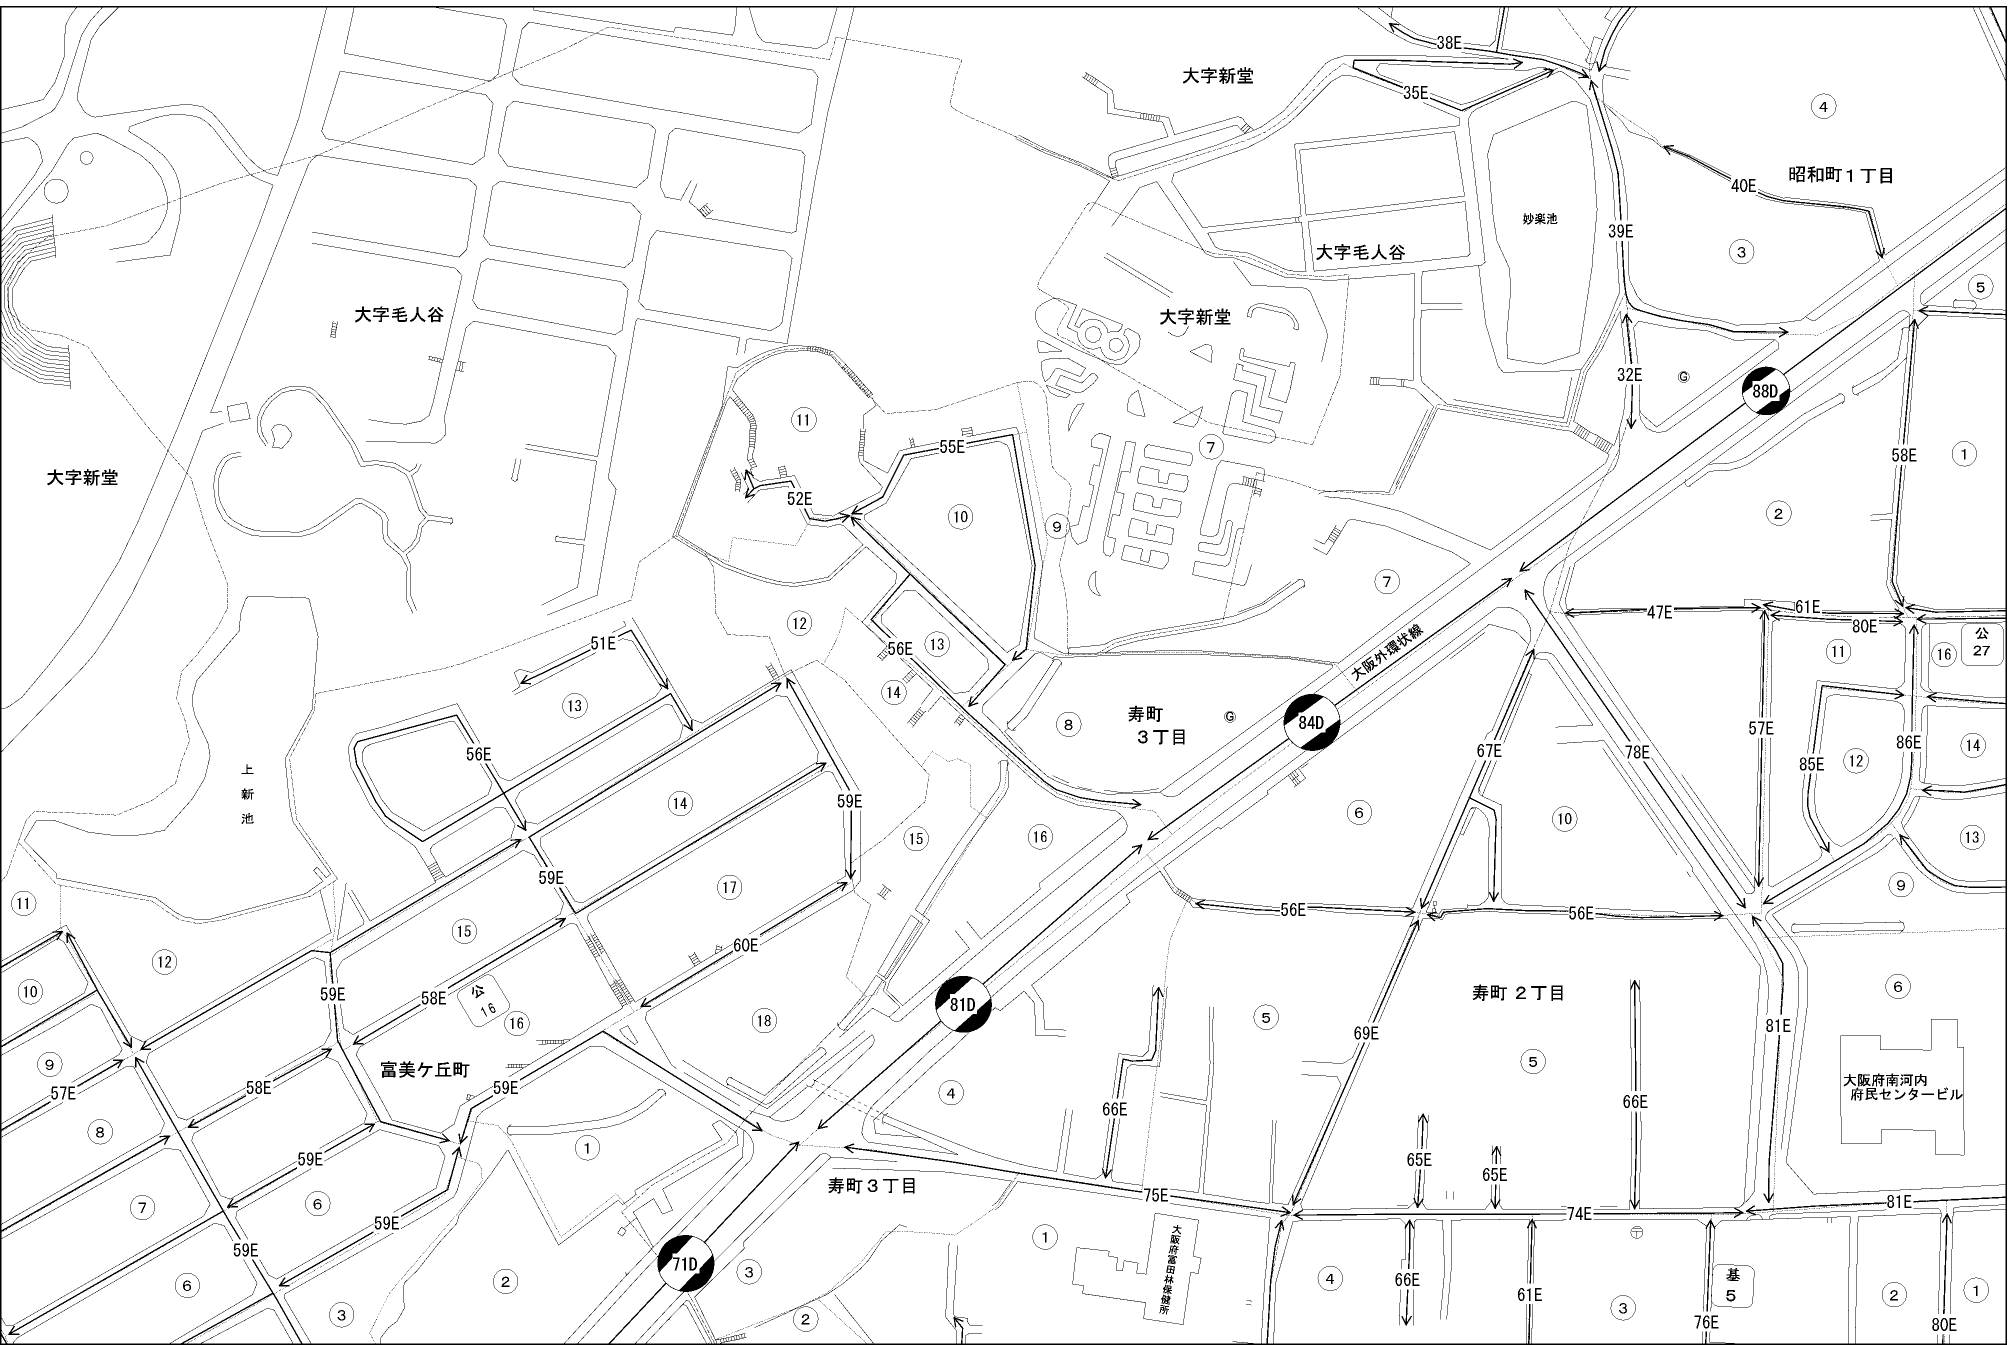 38E
大字新堂
35E
④
昭和町１丁目
40E
妙楽池
39E
③
大字毛人谷
⑤
大字毛人谷
大字新堂
32E
G
88D
⑪
⑦
58E
①
55E
大字新堂
52E
⑩
⑨
②
⑦
47E
61E
80E
公
27
⑪
⑯
⑫
51E
56E
⑬
⑭
大阪外環状線
⑬
寿町
３丁目
G
84D
⑧
56E
67E
78E
57E
86E
⑭
85E
⑫
上
新
池
⑭
59E
⑮
⑯
⑥
⑩
⑬
59E
⑰
⑨
⑪
⑮
60E
56E
56E
⑫
⑩
59E
58E
公
16
⑯
81D
寿町２丁目
⑥
⑱
⑤
69E
81E
⑨
富美ケ丘町
⑤
大阪府南河内
府民センタービル
57E
58E
59E
④
66E
66E
⑧
①
65E
65E
59E
寿町３丁目
75E
⑦
⑥
59E
74E
81E
59E
①
大阪府富田林保健所
〒
71D
③
④
66E
61E
基
5
⑥
②
③
②
③
76E
②
①
80E